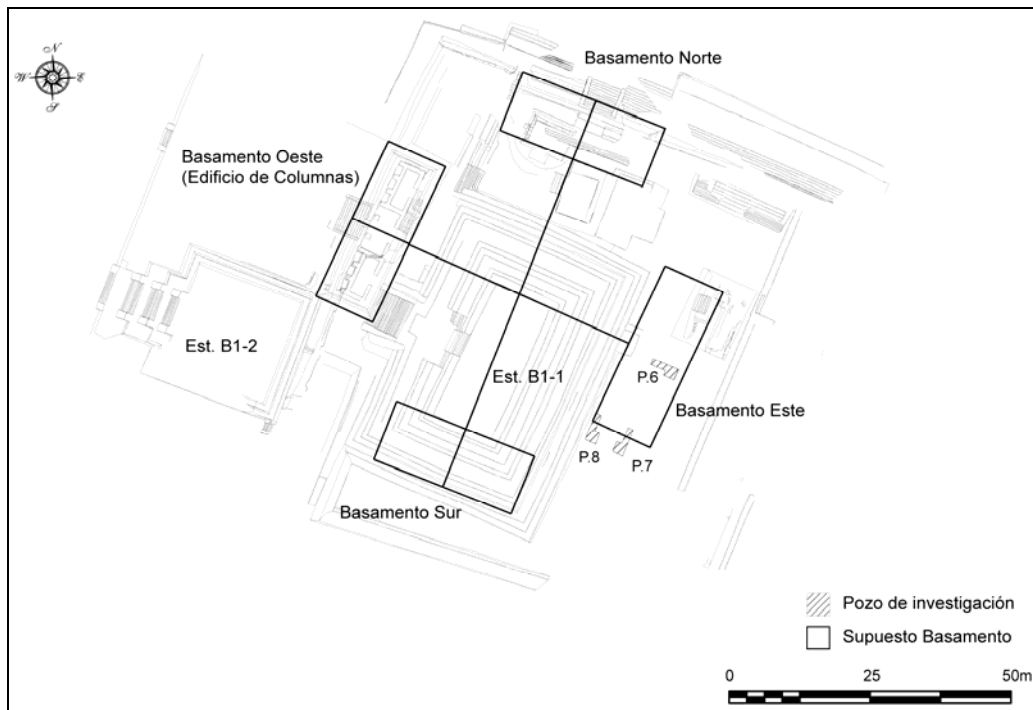 Basamento Norte
N
W E
S
Basamento Oeste
(Edificio de Columnas)
Est. B1-2
Est. B1-1
P.6
Basamento Este
P.8
P.7
Basamento Sur
Pozo de investigación
Supuesto Basamento
0 25 50m